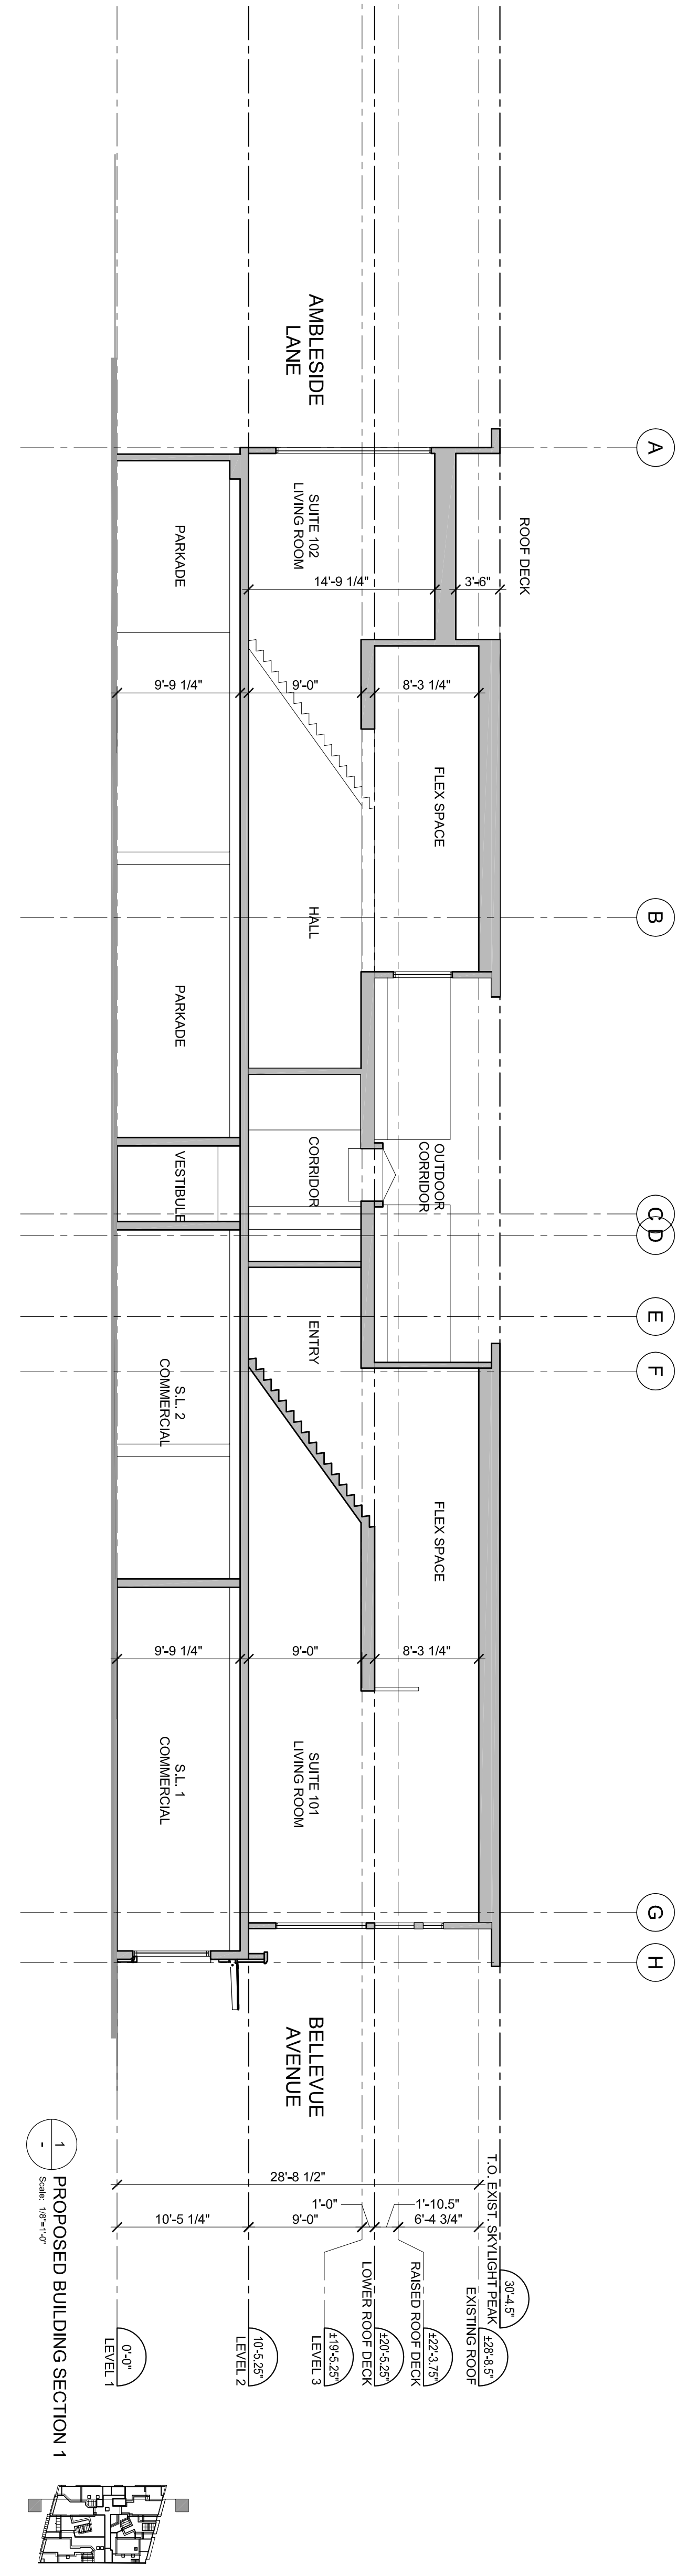 A
B
C
D
E
F
G
H
ROOF DECK
AMBLESIDE
LANE
SUITE 102
LIVING ROOM
14'-9 1/4"
3'-6"
PARKADE
9'-9 1/4"
9'-0"
8'-3 1/4"
FLEX SPACE
HALL
PARKADE
VESTIBULE
CORRIDOR
OUTDOOR
CORRIDOR
ENTRY
S.L. 2
COMMERCIAL
FLEX SPACE
9'-9 1/4"
9'-0"
8'-3 1/4"
SUITE 101
LIVING ROOM
S.L. 1
COMMERCIAL
BELLEVUE
AVENUE
28'-8 1/2"
10'-5 1/4"
9'-0"
1'-0"
1'-10.5"
6'-4 3/4"
30'-4.5"
T.O. EXIST. SKYLIGHT PEAK
±28'-8.5"
EXISTING ROOF
±22'-3.75"
RAISED ROOF DECK
±20'-5.25"
LOWER ROOF DECK
±19'-5.25"
LEVEL 3
10'-5.25"
LEVEL 2
0'-0"
LEVEL 1
1
-
PROPOSED BUILDING SECTION 1
Scale: 1/8"=1'-0"